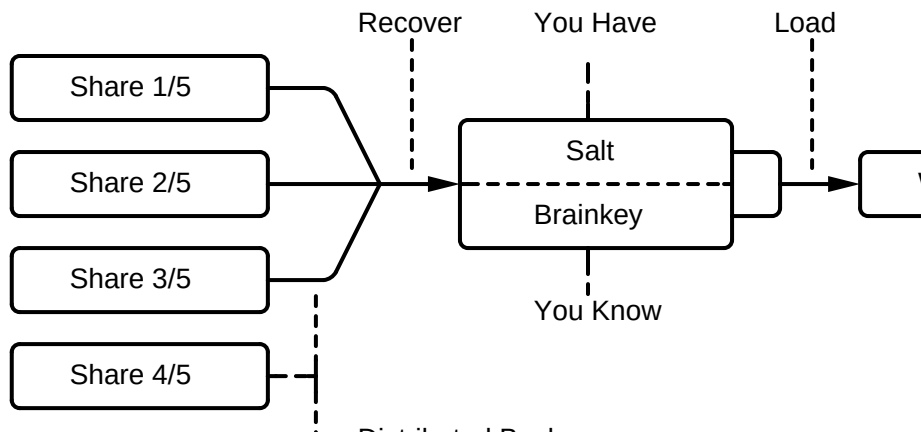 Recover
You Have
Load
Share 1/5
Salt
Share 2/5
Brainkey
Share 3/5
You Know
Share 4/5
Distributed